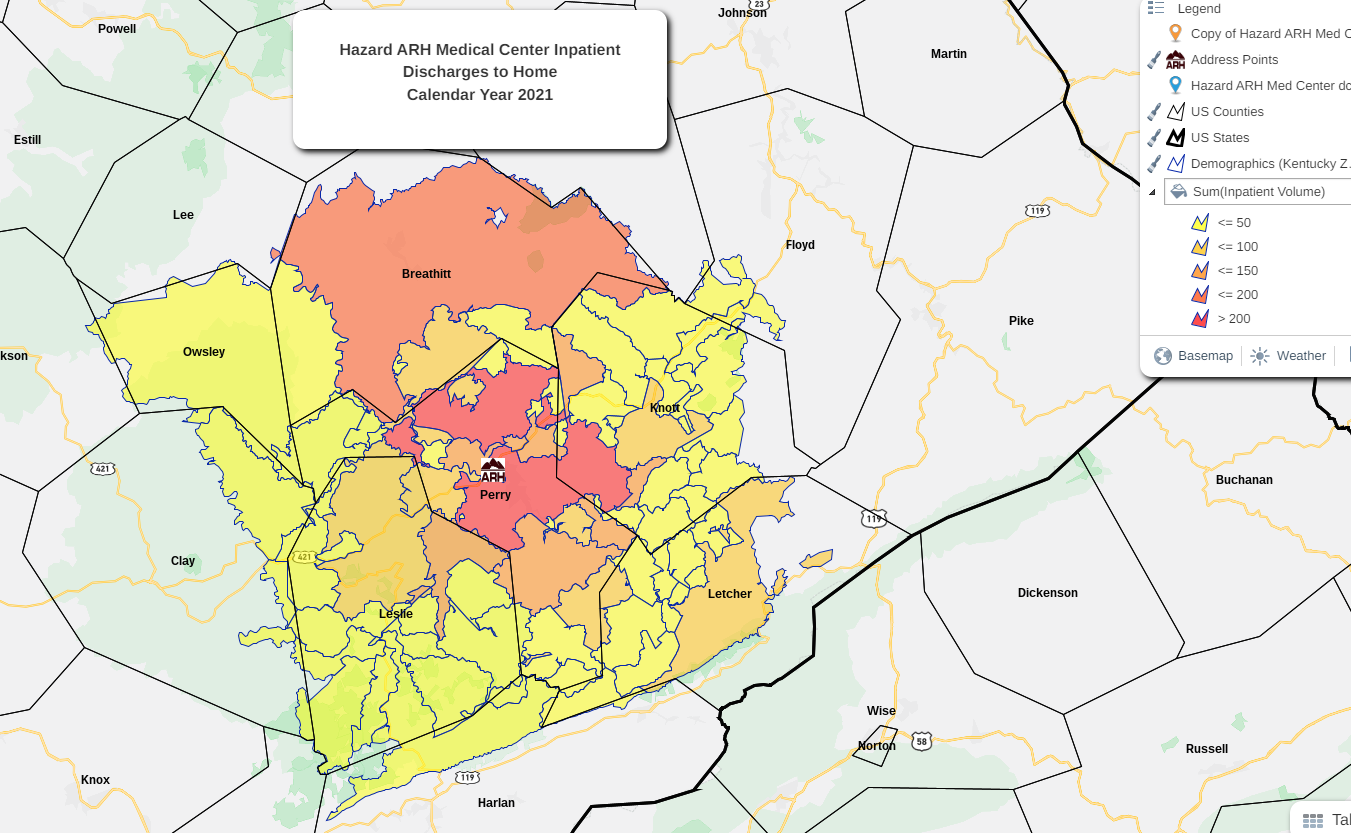 Powell
Johnson
23
Martin
Hazard ARH Medical Center Inpatient
Discharges to Home
Calendar Year 2021
Legend
Copy of Hazard ARH Med C
ARH Address Points
Hazard ARH Med Center do
US Counties
US States
Demographics (Kentucky Z...
Sum(Inpatient Volume)
<= 50
<= 100
<= 150
<= 200
> 200
Basemap
Weather
Estill
Lee
119
Floyd
Breathitt
Pike
Owsley
kson
Knott
421
ARH
Perry
Buchanan
119
421
Clay
Letcher
Dickenson
Leslie
Wise
Norton
58
Russell
Knox
119
Harlan
Tal